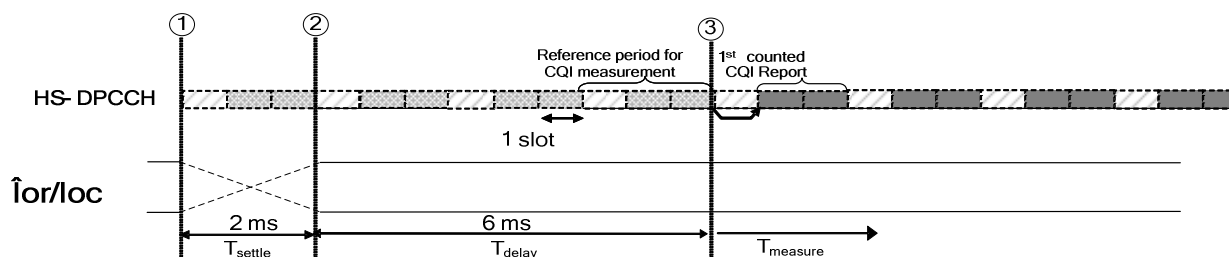 1 2 3
Reference period for
CQI measurement
1st counted
CQI Report
HS- DPCCH
1 slot
Îor/Ioc
2 ms 6 ms
Tsettle Tdelay Tmeasure